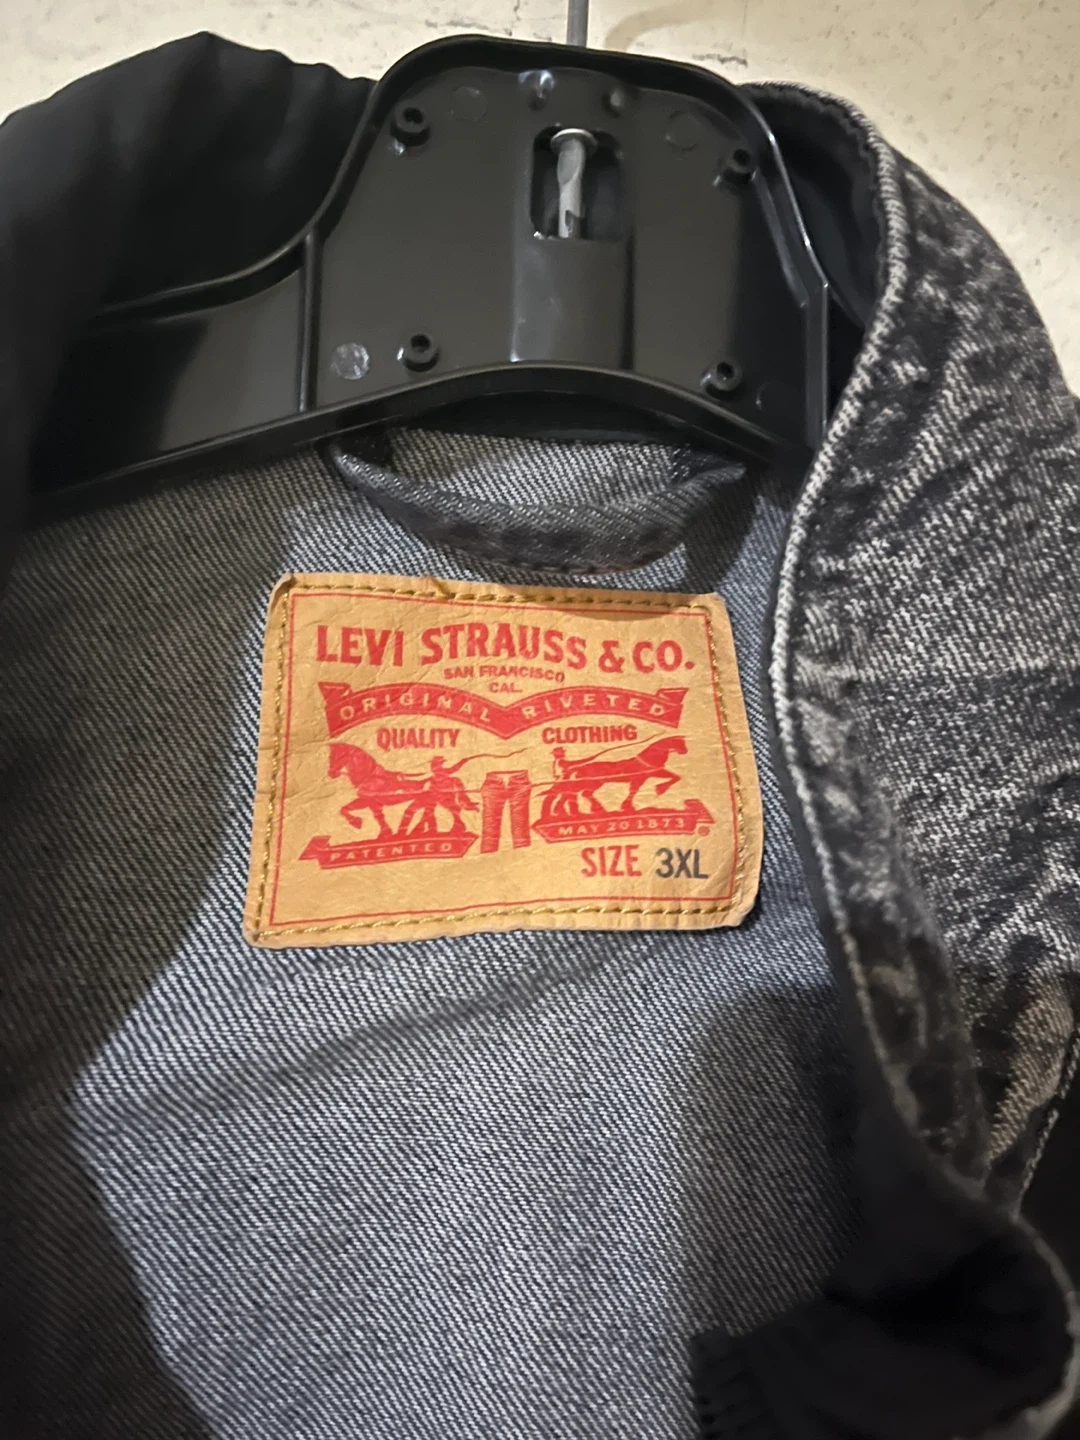 LEVI STRAUSS & CO.
SAN FRANCISCO
CAL.
ORIGINAL RIVETED
QUALITY CLOTHING
PATENTED MAY 20 1873 ®
SIZE 3XL